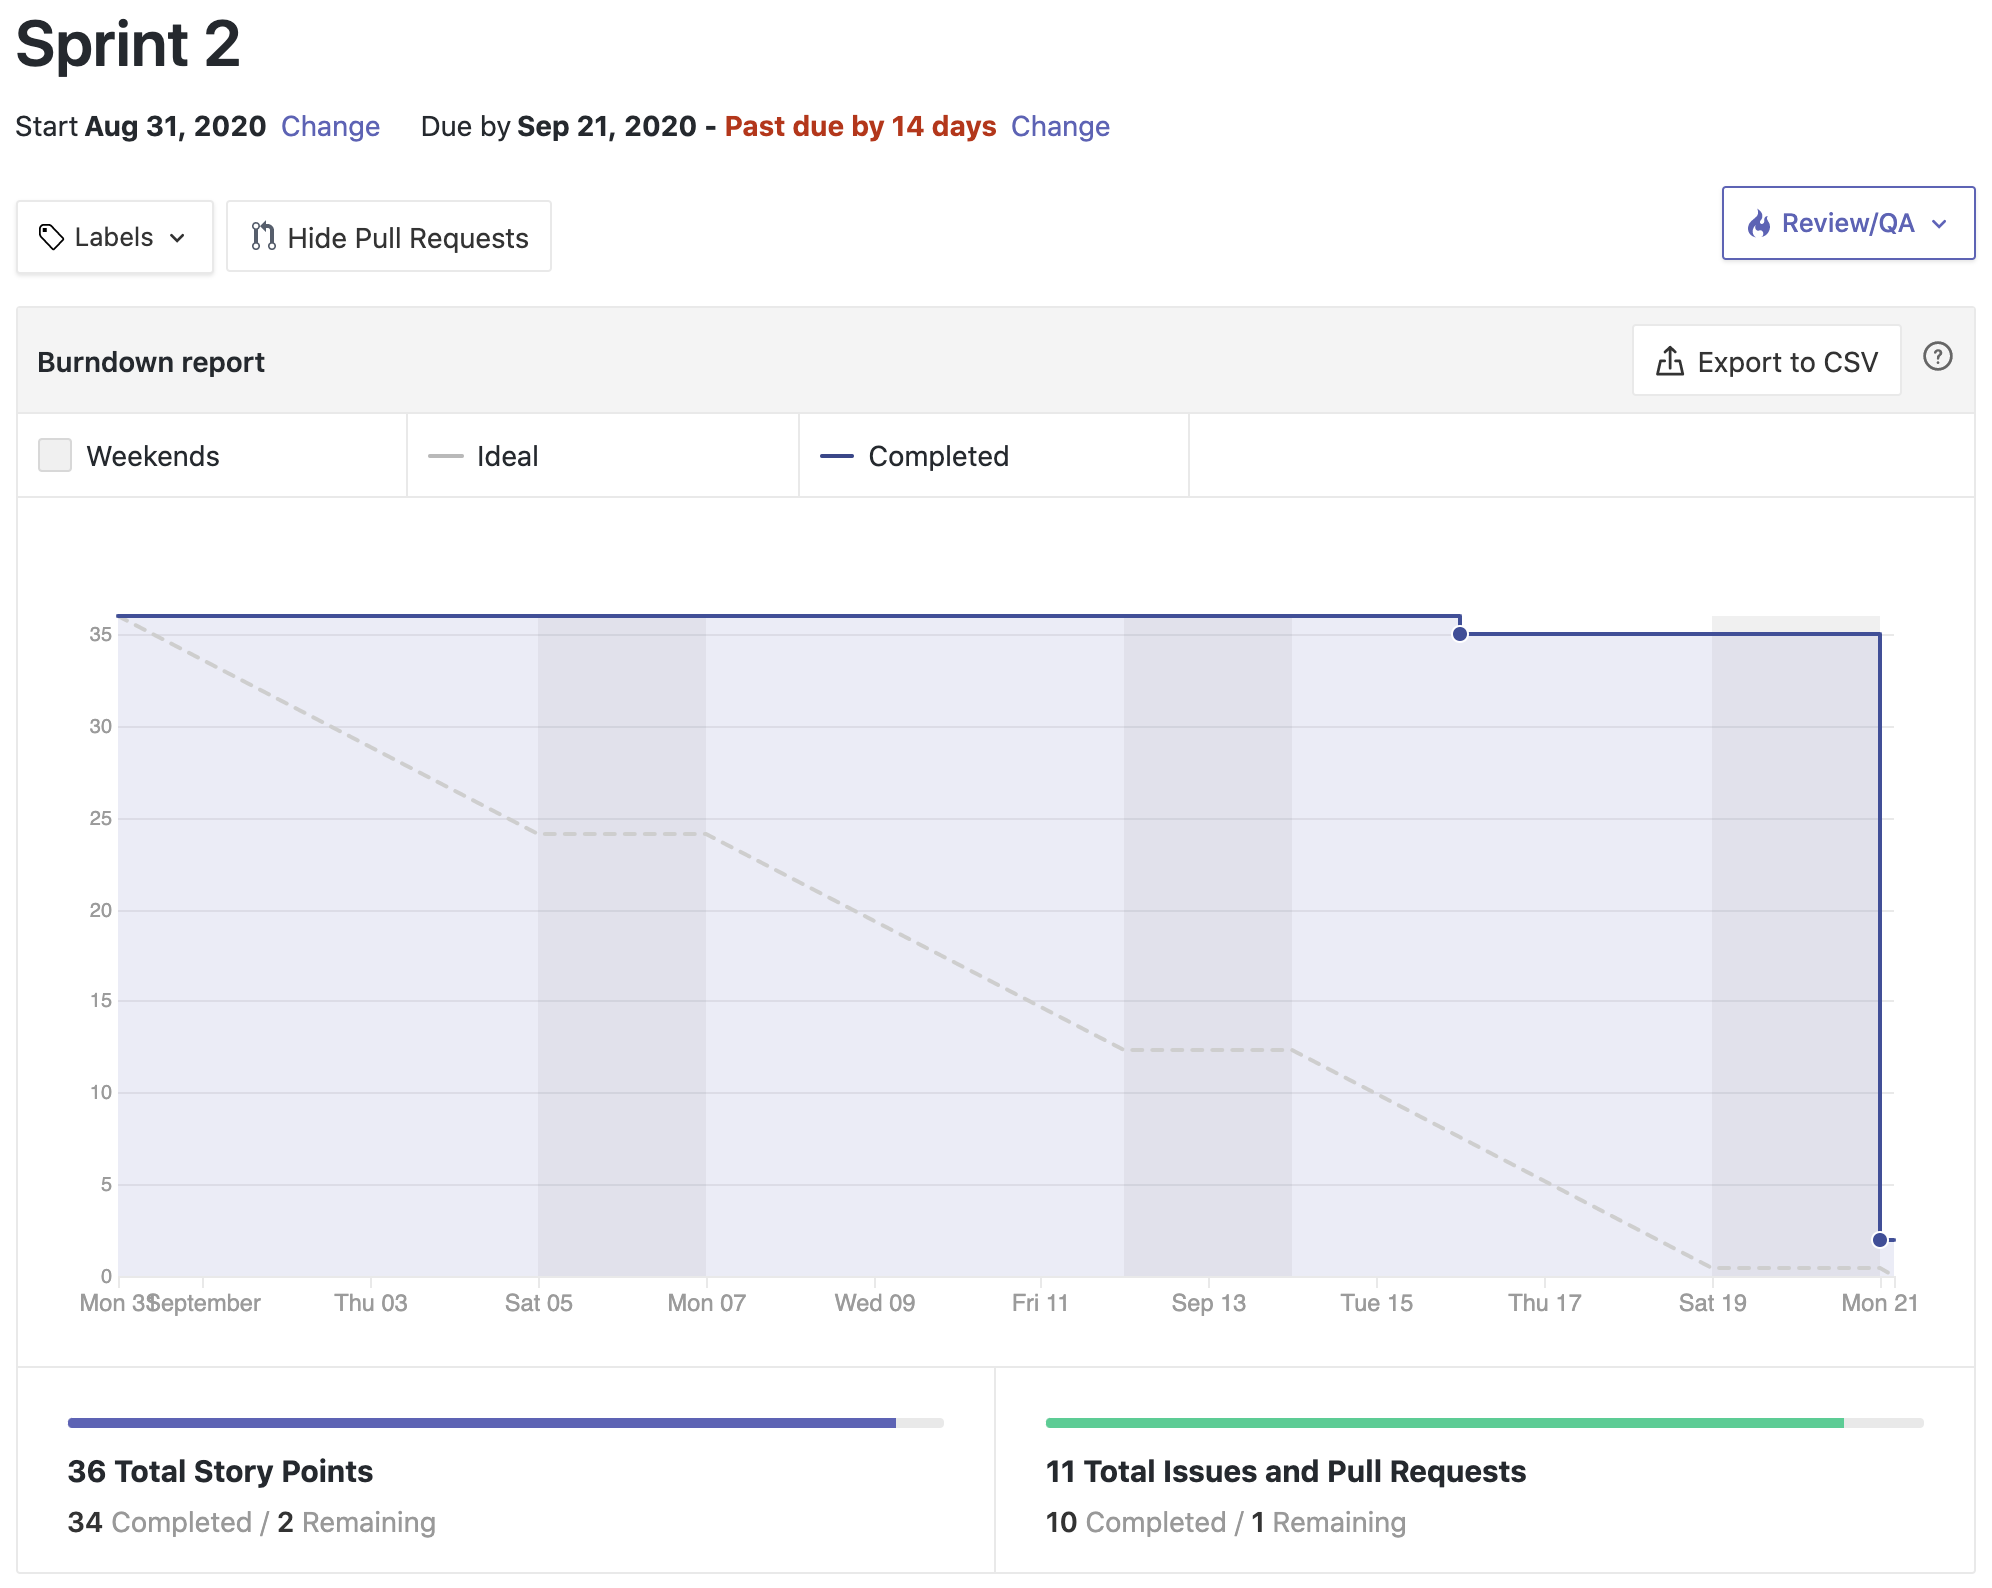 Sprint 2
Start Aug 31, 2020 Change Due by Sep 21, 2020 - Past due by 14 days Change
Labels Hide Pull Requests Review/QA
Burndown report Export to CSV ?
Weekends Ideal Completed
35
30
25
20
15
10
5
0
Mon 31 September Thu 03 Sat 05 Mon 07 Wed 09 Fri 11 Sep 13 Tue 15 Thu 17 Sat 19 Mon 21
36 Total Story Points 11 Total Issues and Pull Requests
34 Completed / 2 Remaining 10 Completed / 1 Remaining